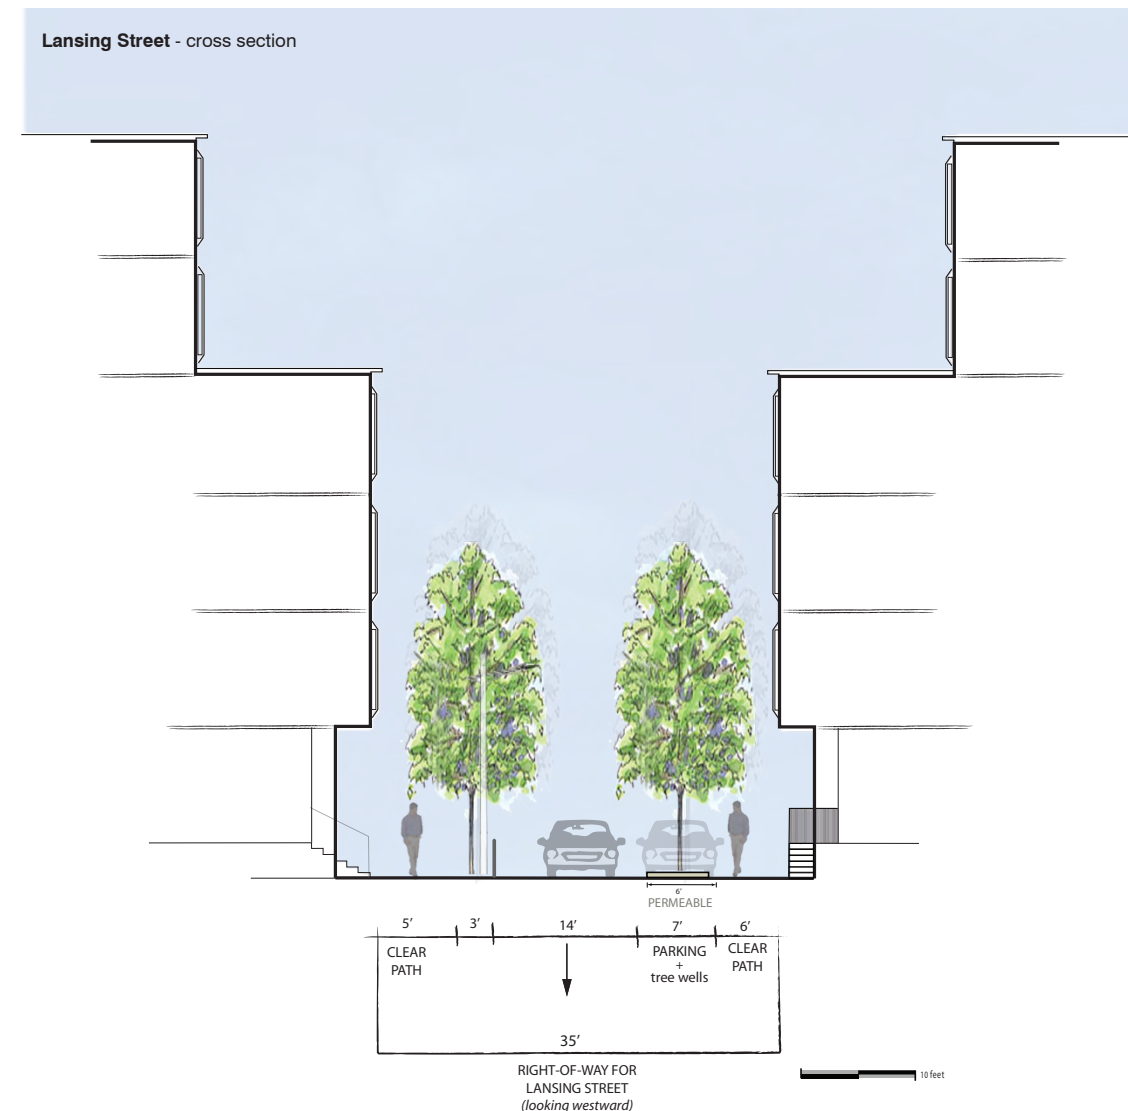 Lansing Street - cross section
6'
PERMEABLE
5' 3' 14' 7' 6'
CLEAR
PATH
PARKING
+
tree wells
CLEAR
PATH
35'
RIGHT-OF-WAY FOR
LANSING STREET
(looking westward)
10 feet